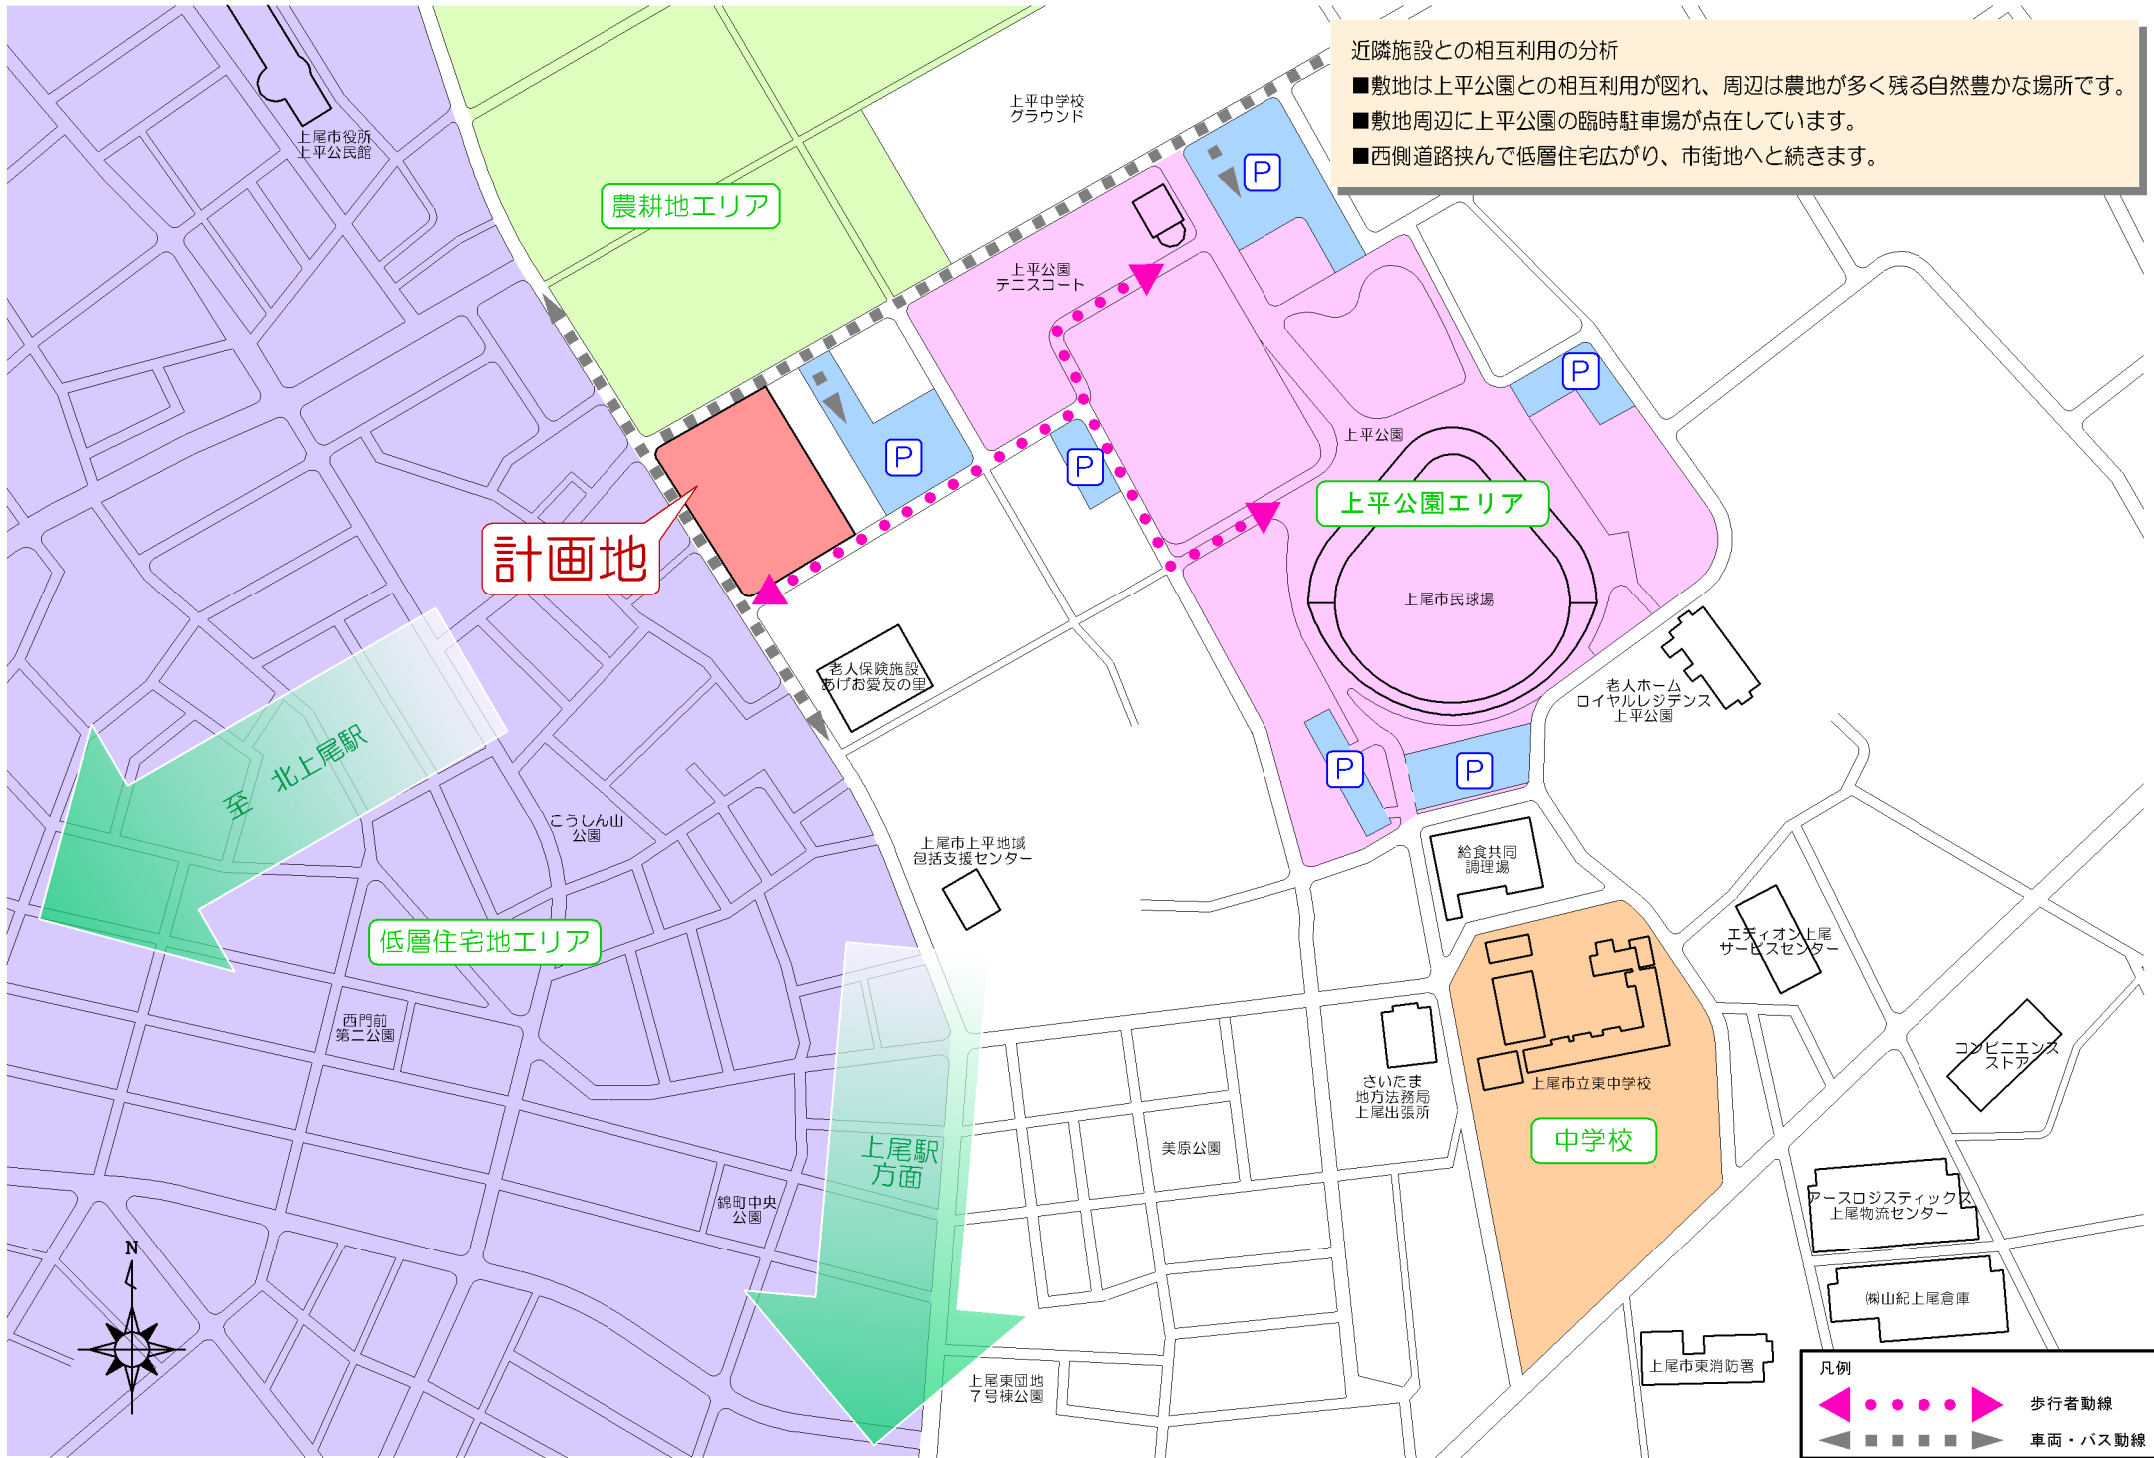 近隣施設との相互利用の分析
■敷地は上平公園との相互利用が図れ、周辺は農地が多く残る自然豊かな場所です。
■敷地周辺に上平公園の臨時駐車場が点在しています。
■西側道路挟んで低層住宅広がり、市街地へと続きます。
上平中学校
グラウンド
上尾市役所
上平公民館
P
農耕地エリア
上平公園
テニスコート
P
上平公園
P
P
上平公園エリア
計画地
上尾市民球場
老人保険施設
あげお愛友の里
老人ホーム
ロイヤルレジデンス
上平公園
至 北上尾駅
P
P
こうしん山
公園
上尾市上平地域
包括支援センター
給食共同
調理場
低層住宅地エリア
エディオン上尾
サービスセンター
西門前
第二公園
コンビニエンス
ストア
さいたま
地方法務局
上尾出張所
上尾市立東中学校
中学校
上尾駅
方面
美原公園
錦町中央
公園
アースロジスティックス
上尾物流センター
N
㈱山紀上尾倉庫
上尾市東消防署
上尾東団地
7号棟公園
凡例
歩行者動線
車両・バス動線